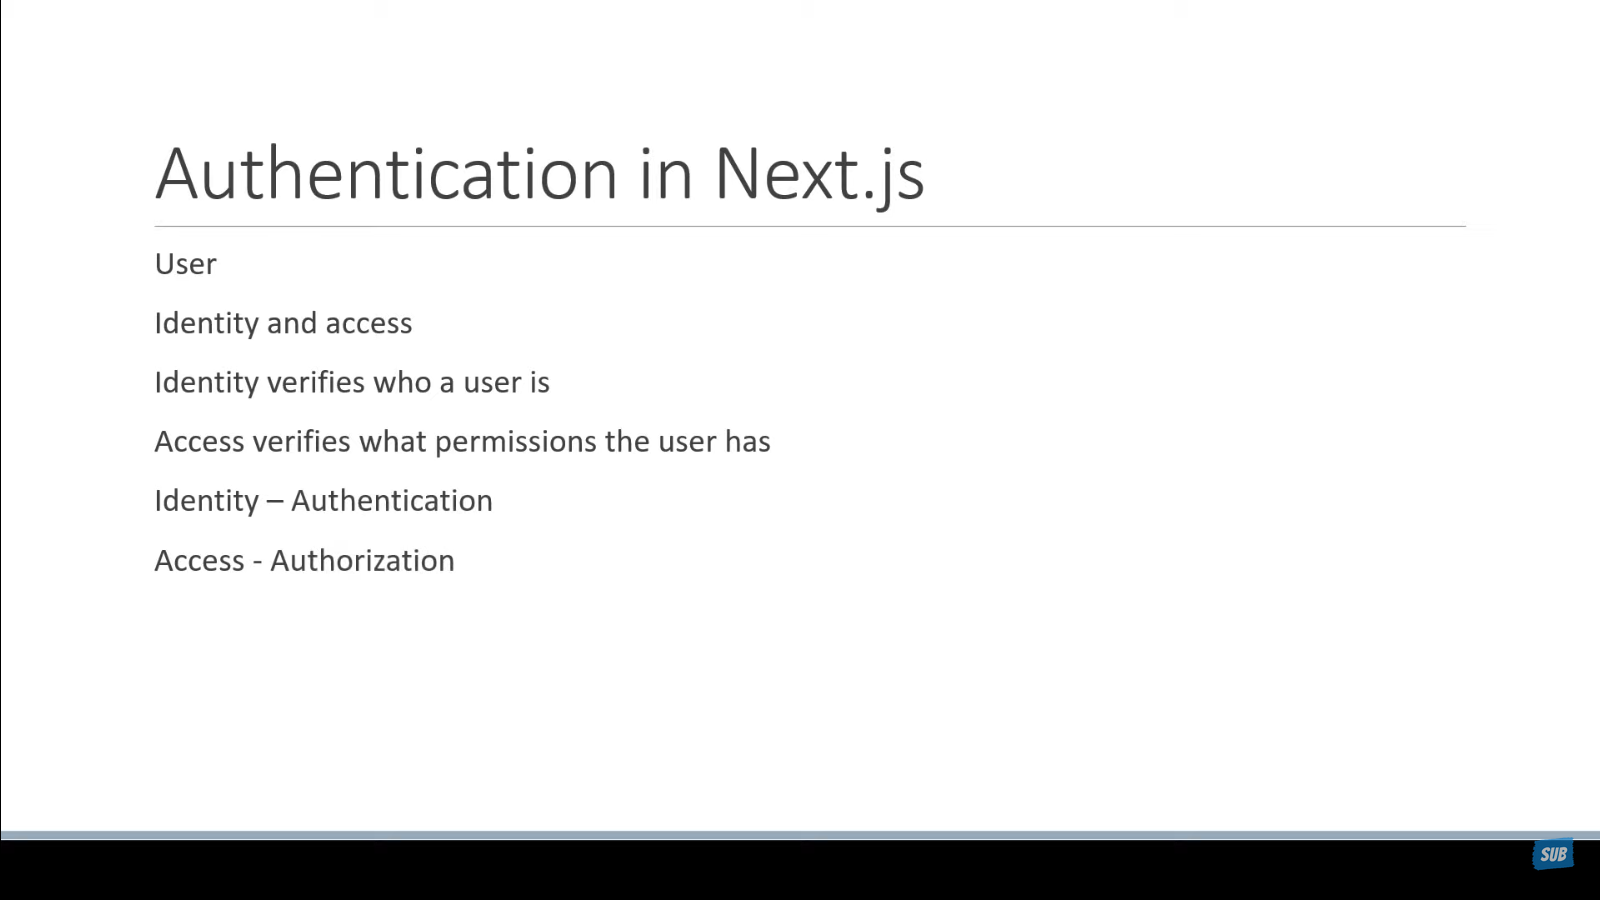 Authentication in Next.js
User
Identity and access
Identity verifies who a user is
Access verifies what permissions the user has
Identity – Authentication
Access - Authorization
SUB